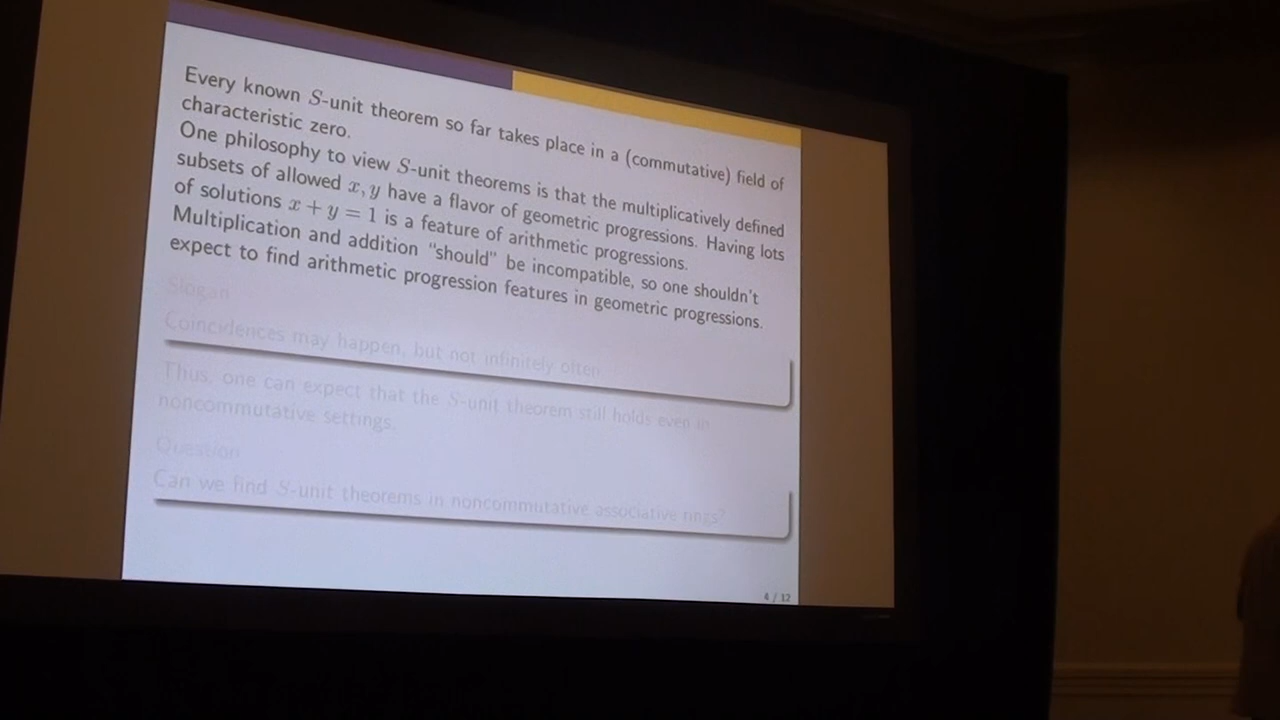 Every known S-unit theorem so far takes place in a (commutative) field of
characteristic zero.
One philosophy to view S-unit theorems is that the multiplicatively defined
subsets of allowed x, y have a flavor of geometric progressions. Having lots
of solutions x + y = 1 is a feature of arithmetic progressions.
Multiplication and addition "should" be incompatible, so one shouldn't
expect to find arithmetic progression features in geometric progressions.
Slogan
Coincidences may happen, but not infinitely often
Thus, one can expect that the S-unit theorem still holds even in
noncommutative settings.
Question
Can we find S-unit theorems in noncommutative associative rings?
4 / 12